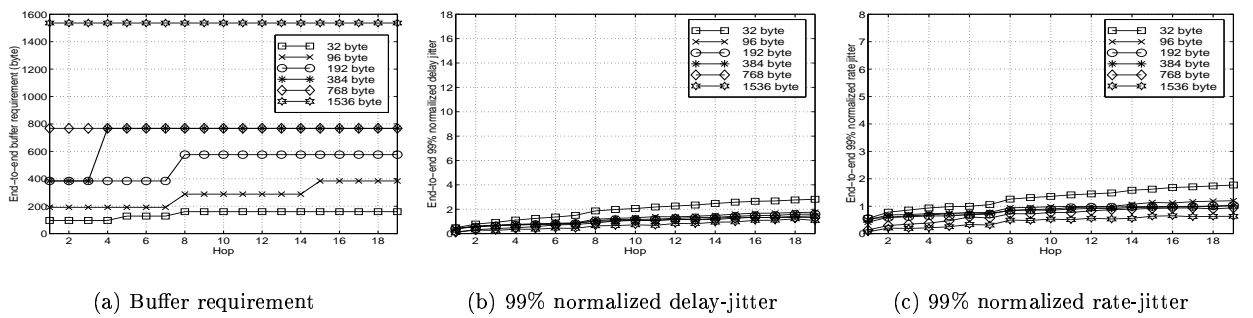 End-to-end buffer requirement (byte)
1600
1400
1200
1000
800
600
400
200
0
32 byte
96 byte
192 byte
384 byte
768 byte
1536 byte
2 4 6 8 10 12 14 16 18
Hop
(a) Buffer requirement
End-to-end 99% normailized delay jitter
18
16
14
12
10
8
6
4
2
0
32 byte
96 byte
192 byte
384 byte
768 byte
1536 byte
2 4 6 8 10 12 14 16 18
Hop
(b) 99% normalized delay-jitter
End-to-end 99% normalized rate jitter
8
7
6
5
4
3
2
1
0
32 byte
96 byte
192 byte
384 byte
768 byte
1536 byte
2 4 6 8 10 12 14 16 18
Hop
(c) 99% normalized rate-jitter